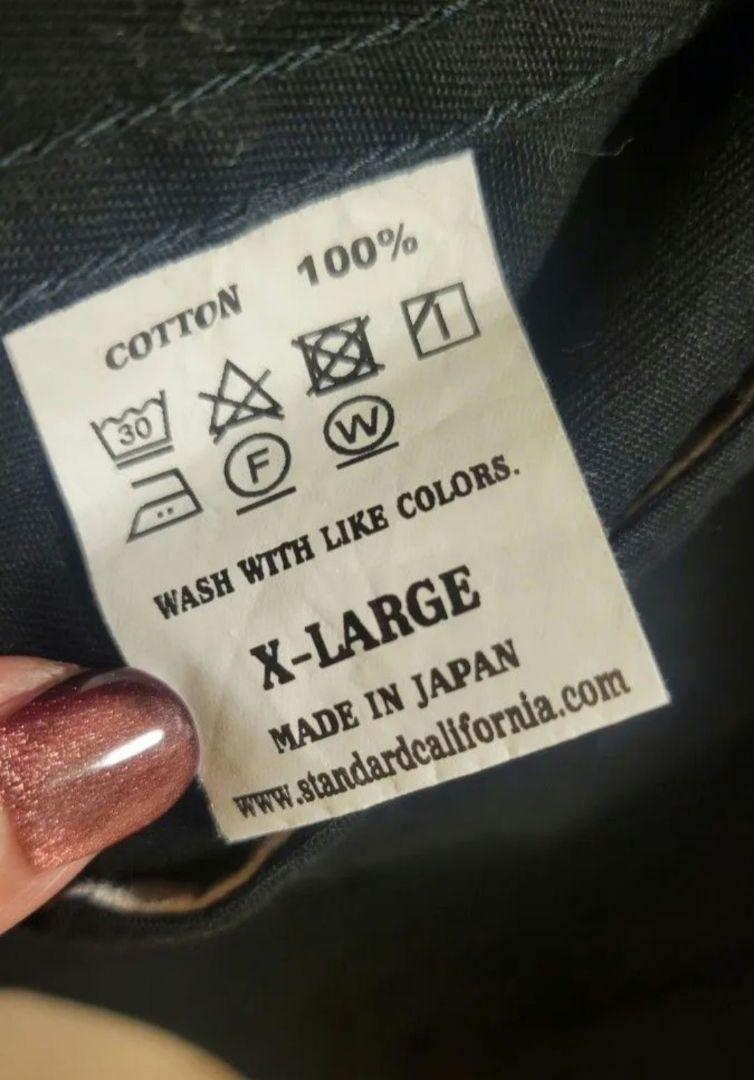 COTTON 100%
30
F W
WASH WITH LIKE COLORS.
X-LARGE
MADE IN JAPAN
www.standardcalifornia.com